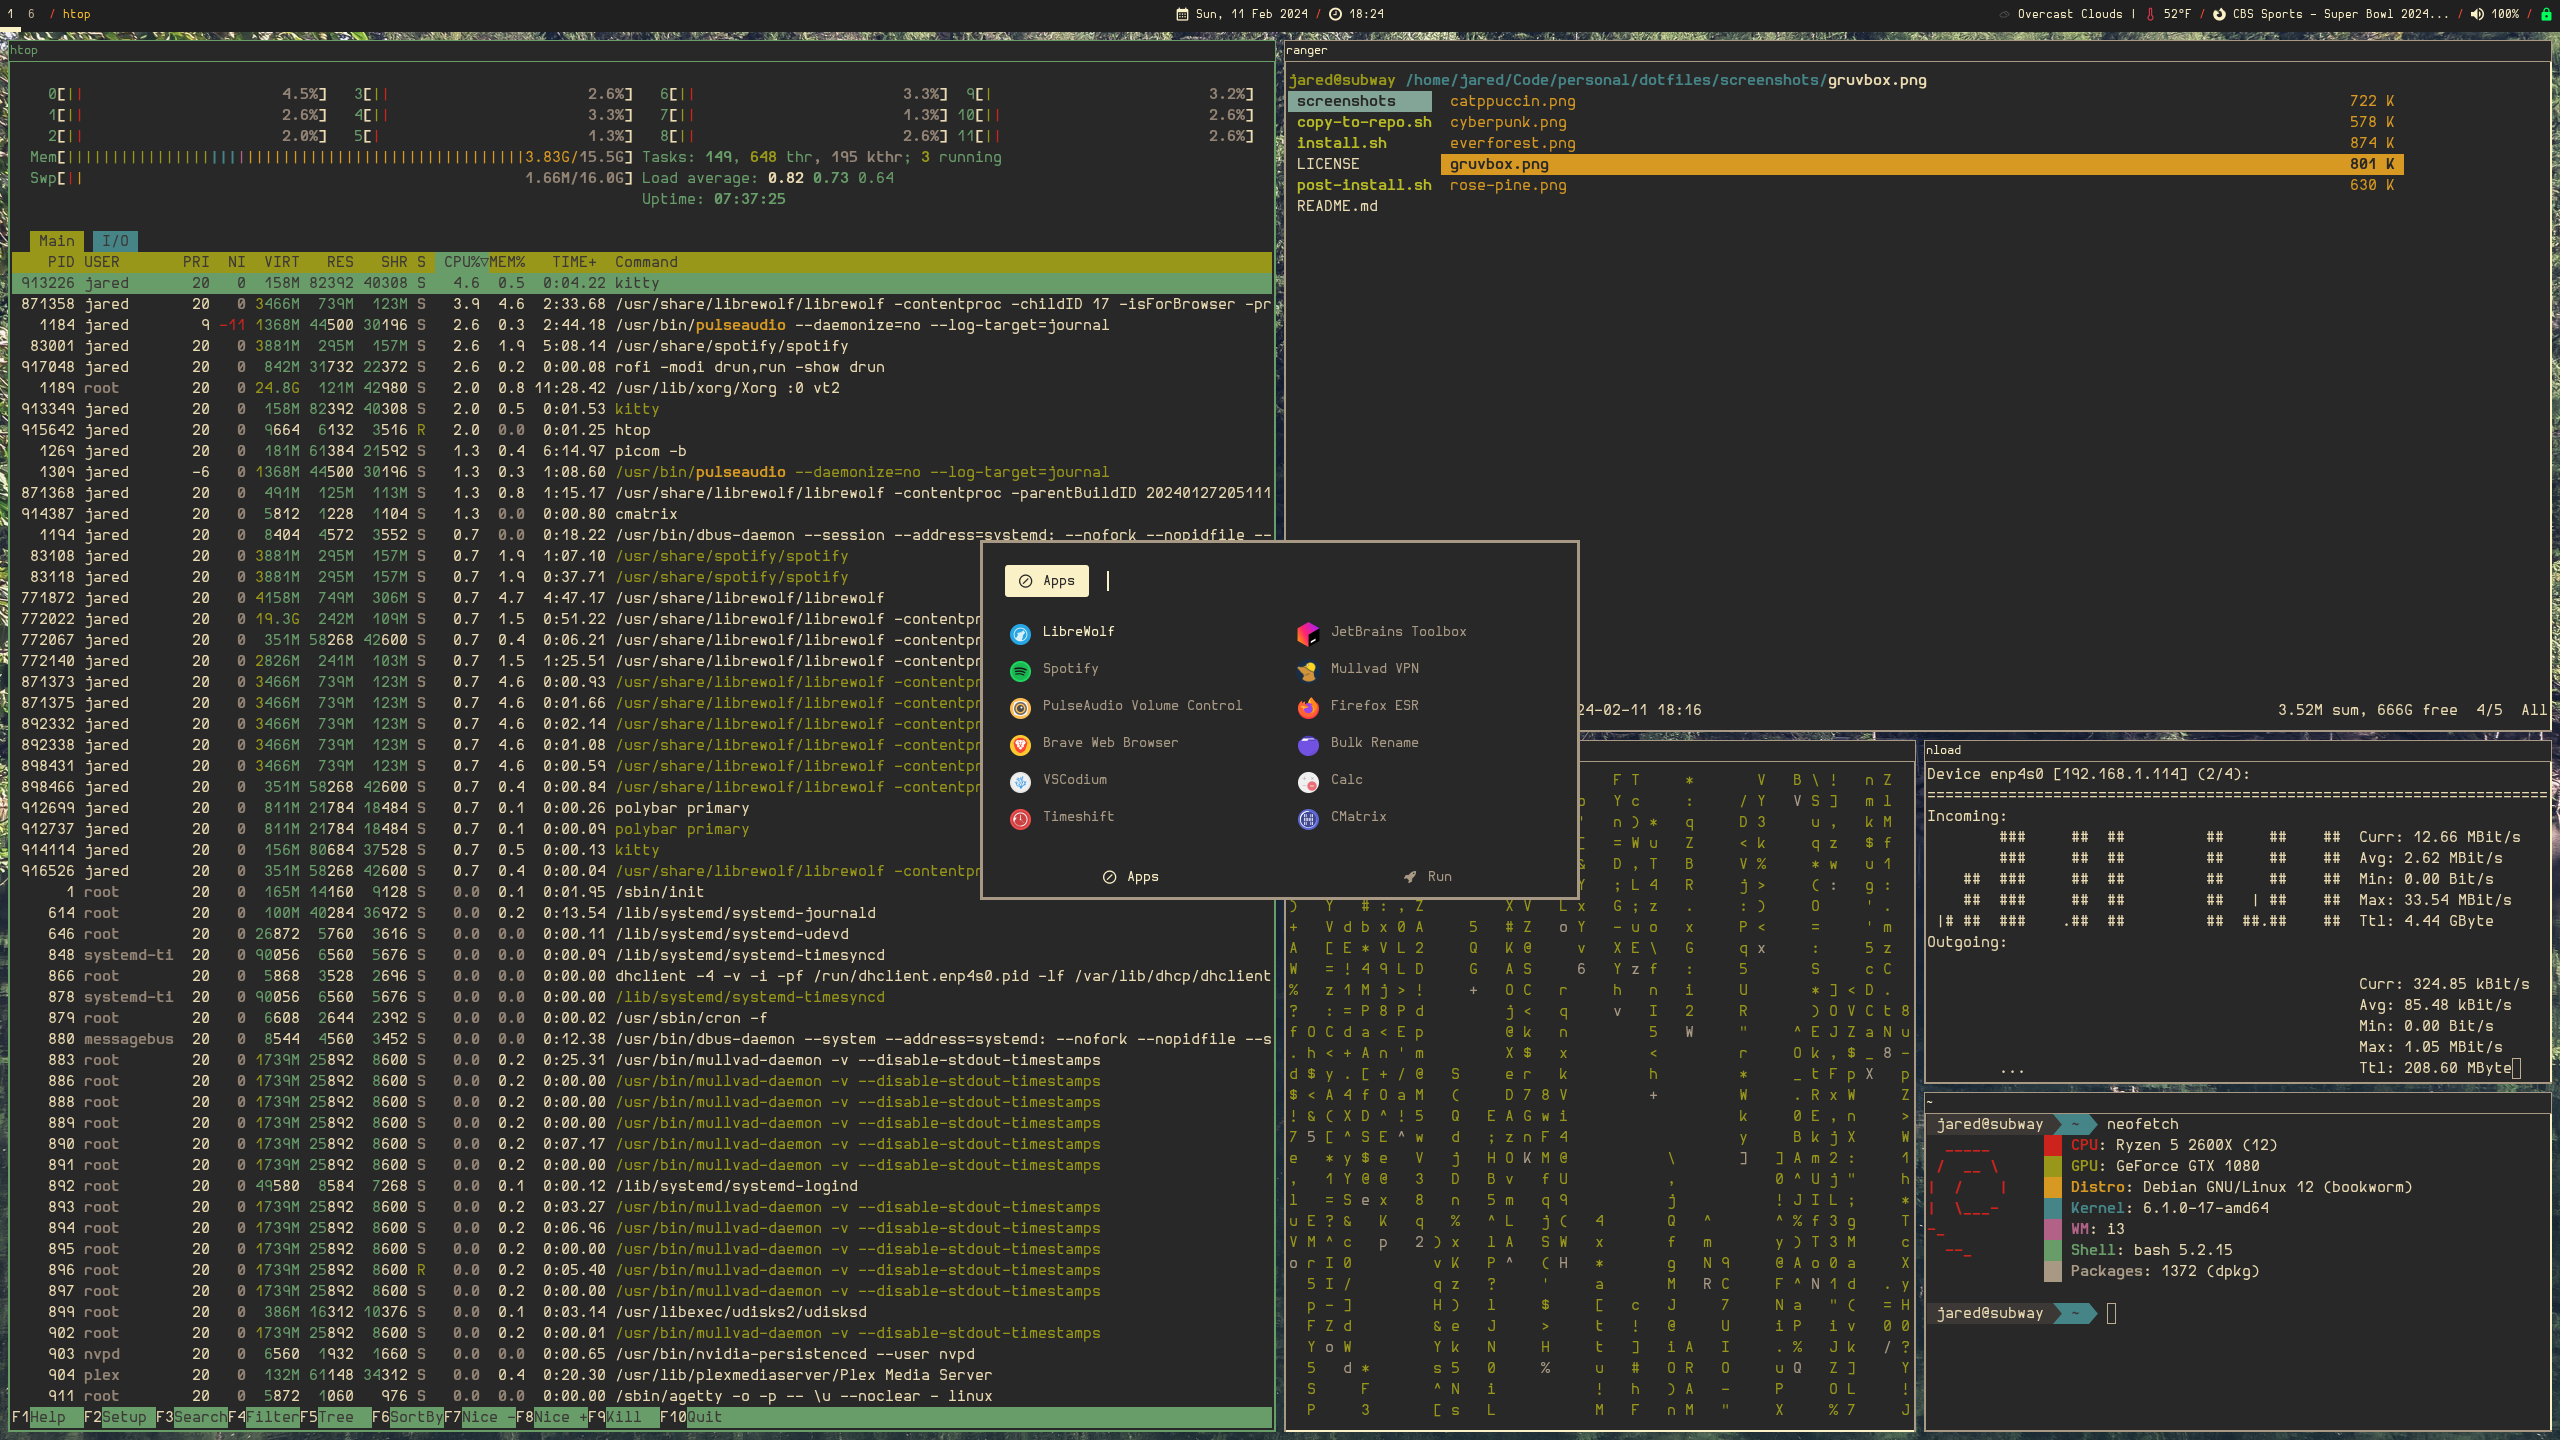 1 6 / htop
Sun, 11 Feb 2024 / 18:24
Overcast Clouds | 52°F / CBS Sports - Super Bowl 2024... / 100% /
htop
0[|| 4.5%] 3[|| 2.6%] 6[|| 3.3%] 9[| 3.2%]
1[|| 2.6%] 4[|| 3.3%] 7[|| 1.3%] 10[|| 2.6%]
2[|| 2.0%] 5[| 1.3%] 8[|| 2.6%] 11[|| 2.6%]
Mem[ 3.83G/15.5G] Tasks: 149, 648 thr, 195 kthr; 3 running
Swp[|| 1.66M/16.0G] Load average: 0.82 0.73 0.64
Uptime: 07:37:25
Main I/O
PID USER PRI NI VIRT RES SHR S CPU%▽MEM% TIME+ Command
913226 jared 20 0 158M 82392 40308 S 4.6 0.5 0:04.22 kitty
871358 jared 20 0 3466M 739M 123M S 3.9 4.6 2:33.68 /usr/share/librewolf/librewolf -contentproc -childID 17 -isForBrowser -pr
1184 jared 9 -11 1368M 44500 30196 S 2.6 0.3 2:44.18 /usr/bin/pulseaudio --daemonize=no --log-target=journal
83001 jared 20 0 3881M 295M 157M S 2.6 1.9 5:08.14 /usr/share/spotify/spotify
917048 jared 20 0 842M 31732 22372 S 2.6 0.2 0:00.08 rofi -modi drun,run -show drun
1189 root 20 0 24.8G 121M 42980 S 2.0 0.8 11:28.42 /usr/lib/xorg/Xorg :0 vt2
913349 jared 20 0 158M 82392 40308 S 2.0 0.5 0:01.53 kitty
915642 jared 20 0 9664 6132 3516 R 2.0 0.0 0:01.25 htop
1269 jared 20 0 181M 61384 21592 S 1.3 0.4 6:14.97 picom -b
1309 jared -6 0 1368M 44500 30196 S 1.3 0.3 1:08.60 /usr/bin/pulseaudio --daemonize=no --log-target=journal
871368 jared 20 0 491M 125M 113M S 1.3 0.8 1:15.17 /usr/share/librewolf/librewolf -contentproc -parentBuildID 20240127205111
914387 jared 20 0 5812 1228 1104 S 1.3 0.0 0:00.80 cmatrix
1194 jared 20 0 8404 4572 3552 S 0.7 0.0 0:18.22 /usr/bin/dbus-daemon --session --address=systemd: --nofork --nopidfile --
83108 jared 20 0 3881M 295M 157M S 0.7 1.9 1:07.10 /usr/share/spotify/spotify
83118 jared 20 0 3881M 295M 157M S 0.7 1.9 0:37.71 /usr/share/spotify/spotify
771872 jared 20 0 4158M 749M 306M S 0.7 4.7 4:47.17 /usr/share/librewolf/librewolf
772022 jared 20 0 19.3G 242M 109M S 0.7 1.5 0:51.22 /usr/share/librewolf/librewolf -contentpr
772067 jared 20 0 351M 58268 42600 S 0.7 0.4 0:06.21 /usr/share/librewolf/librewolf -contentpr
772140 jared 20 0 2826M 241M 103M S 0.7 1.5 1:25.51 /usr/share/librewolf/librewolf -contentpr
871373 jared 20 0 3466M 739M 123M S 0.7 4.6 0:00.93 /usr/share/librewolf/librewolf -contentpr
871375 jared 20 0 3466M 739M 123M S 0.7 4.6 0:01.66 /usr/share/librewolf/librewolf -contentpr
892332 jared 20 0 3466M 739M 123M S 0.7 4.6 0:02.14 /usr/share/librewolf/librewolf -contentpr
892338 jared 20 0 3466M 739M 123M S 0.7 4.6 0:01.08 /usr/share/librewolf/librewolf -contentpr
898431 jared 20 0 3466M 739M 123M S 0.7 4.6 0:00.59 /usr/share/librewolf/librewolf -contentpr
898466 jared 20 0 351M 58268 42600 S 0.7 0.4 0:00.84 /usr/share/librewolf/librewolf -contentpr
912699 jared 20 0 811M 21784 18484 S 0.7 0.1 0:00.26 polybar primary
912737 jared 20 0 811M 21784 18484 S 0.7 0.1 0:00.09 polybar primary
914114 jared 20 0 156M 80684 37528 S 0.7 0.5 0:00.13 kitty
916526 jared 20 0 351M 58268 42600 S 0.7 0.4 0:00.04 /usr/share/librewolf/librewolf -contentpr
1 root 20 0 165M 14160 9128 S 0.0 0.1 0:01.95 /sbin/init
614 root 20 0 100M 40284 36972 S 0.0 0.2 0:13.54 /lib/systemd/systemd-journald
646 root 20 0 26872 5760 3616 S 0.0 0.0 0:00.11 /lib/systemd/systemd-udevd
848 systemd-ti 20 0 90056 6560 5676 S 0.0 0.0 0:00.09 /lib/systemd/systemd-timesyncd
866 root 20 0 5868 3528 2696 S 0.0 0.0 0:00.00 dhclient -4 -v -i -pf /run/dhclient.enp4s0.pid -lf /var/lib/dhcp/dhclient
878 systemd-ti 20 0 90056 6560 5676 S 0.0 0.0 0:00.00 /lib/systemd/systemd-timesyncd
879 root 20 0 6608 2644 2392 S 0.0 0.0 0:00.02 /usr/sbin/cron -f
880 messagebus 20 0 8544 4560 3452 S 0.0 0.0 0:12.38 /usr/bin/dbus-daemon --system --address=systemd: --nofork --nopidfile --s
883 root 20 0 1739M 25892 8600 S 0.0 0.2 0:25.31 /usr/bin/mullvad-daemon -v --disable-stdout-timestamps
886 root 20 0 1739M 25892 8600 S 0.0 0.2 0:00.00 /usr/bin/mullvad-daemon -v --disable-stdout-timestamps
888 root 20 0 1739M 25892 8600 S 0.0 0.2 0:00.01 /usr/bin/mullvad-daemon -v --disable-stdout-timestamps
889 root 20 0 1739M 25892 8600 S 0.0 0.2 0:00.00 /usr/bin/mullvad-daemon -v --disable-stdout-timestamps
890 root 20 0 1739M 25892 8600 S 0.0 0.2 0:07.17 /usr/bin/mullvad-daemon -v --disable-stdout-timestamps
891 root 20 0 1739M 25892 8600 S 0.0 0.2 0:00.00 /usr/bin/mullvad-daemon -v --disable-stdout-timestamps
892 root 20 0 49580 8584 7268 S 0.0 0.1 0:00.12 /lib/systemd/systemd-logind
893 root 20 0 1739M 25892 8600 S 0.0 0.2 0:03.27 /usr/bin/mullvad-daemon -v --disable-stdout-timestamps
894 root 20 0 1739M 25892 8600 S 0.0 0.2 0:06.96 /usr/bin/mullvad-daemon -v --disable-stdout-timestamps
895 root 20 0 1739M 25892 8600 S 0.0 0.2 0:00.00 /usr/bin/mullvad-daemon -v --disable-stdout-timestamps
896 root 20 0 1739M 25892 8600 R 0.0 0.2 0:05.40 /usr/bin/mullvad-daemon -v --disable-stdout-timestamps
897 root 20 0 1739M 25892 8600 S 0.0 0.2 0:00.00 /usr/bin/mullvad-daemon -v --disable-stdout-timestamps
899 root 20 0 386M 16312 10376 S 0.0 0.1 0:03.14 /usr/libexec/udisks2/udisksd
902 root 20 0 1739M 25892 8600 S 0.0 0.2 0:00.01 /usr/bin/mullvad-daemon -v --disable-stdout-timestamps
903 nvpd 20 0 6560 1932 1660 S 0.0 0.0 0:00.65 /usr/bin/nvidia-persistenced --user nvpd
904 plex 20 0 132M 61148 34312 S 0.0 0.4 0:20.30 /usr/lib/plexmediaserver/Plex Media Server
911 root 20 0 5872 1060 976 S 0.0 0.0 0:00.00 /sbin/agetty -o -p -- \u --noclear - linux
F1Help F2Setup F3SearchF4FilterF5Tree F6SortByF7Nice -F8Nice +F9Kill F10Quit
ranger
jared@subway /home/jared/Code/personal/dotfiles/screenshots/gruvbox.png
screenshots catppuccin.png 722 K
copy-to-repo.sh cyberpunk.png 578 K
install.sh everforest.png 874 K
LICENSE gruvbox.png 801 K
post-install.sh rose-pine.png 630 K
README.md
24-02-11 18:16 3.52M sum, 666G free 4/5 All
Apps
LibreWolf JetBrains Toolbox
Spotify Mullvad VPN
PulseAudio Volume Control Firefox ESR
Brave Web Browser Bulk Rename
VSCodium Calc
Timeshift CMatrix
Apps Run
nload
Device enp4s0 [192.168.1.114] (2/4):
Incoming:
Curr: 12.66 MBit/s
Avg: 2.62 MBit/s
Min: 0.00 Bit/s
Max: 33.54 MBit/s
Ttl: 4.44 GByte
Outgoing:
Curr: 324.85 kBit/s
Avg: 85.48 kBit/s
Min: 0.00 Bit/s
Max: 1.05 MBit/s
... Ttl: 208.60 MByte
~
jared@subway ~ neofetch
CPU: Ryzen 5 2600X (12)
GPU: GeForce GTX 1080
Distro: Debian GNU/Linux 12 (bookworm)
Kernel: 6.1.0-17-amd64
WM: i3
Shell: bash 5.2.15
Packages: 1372 (dpkg)
jared@subway ~